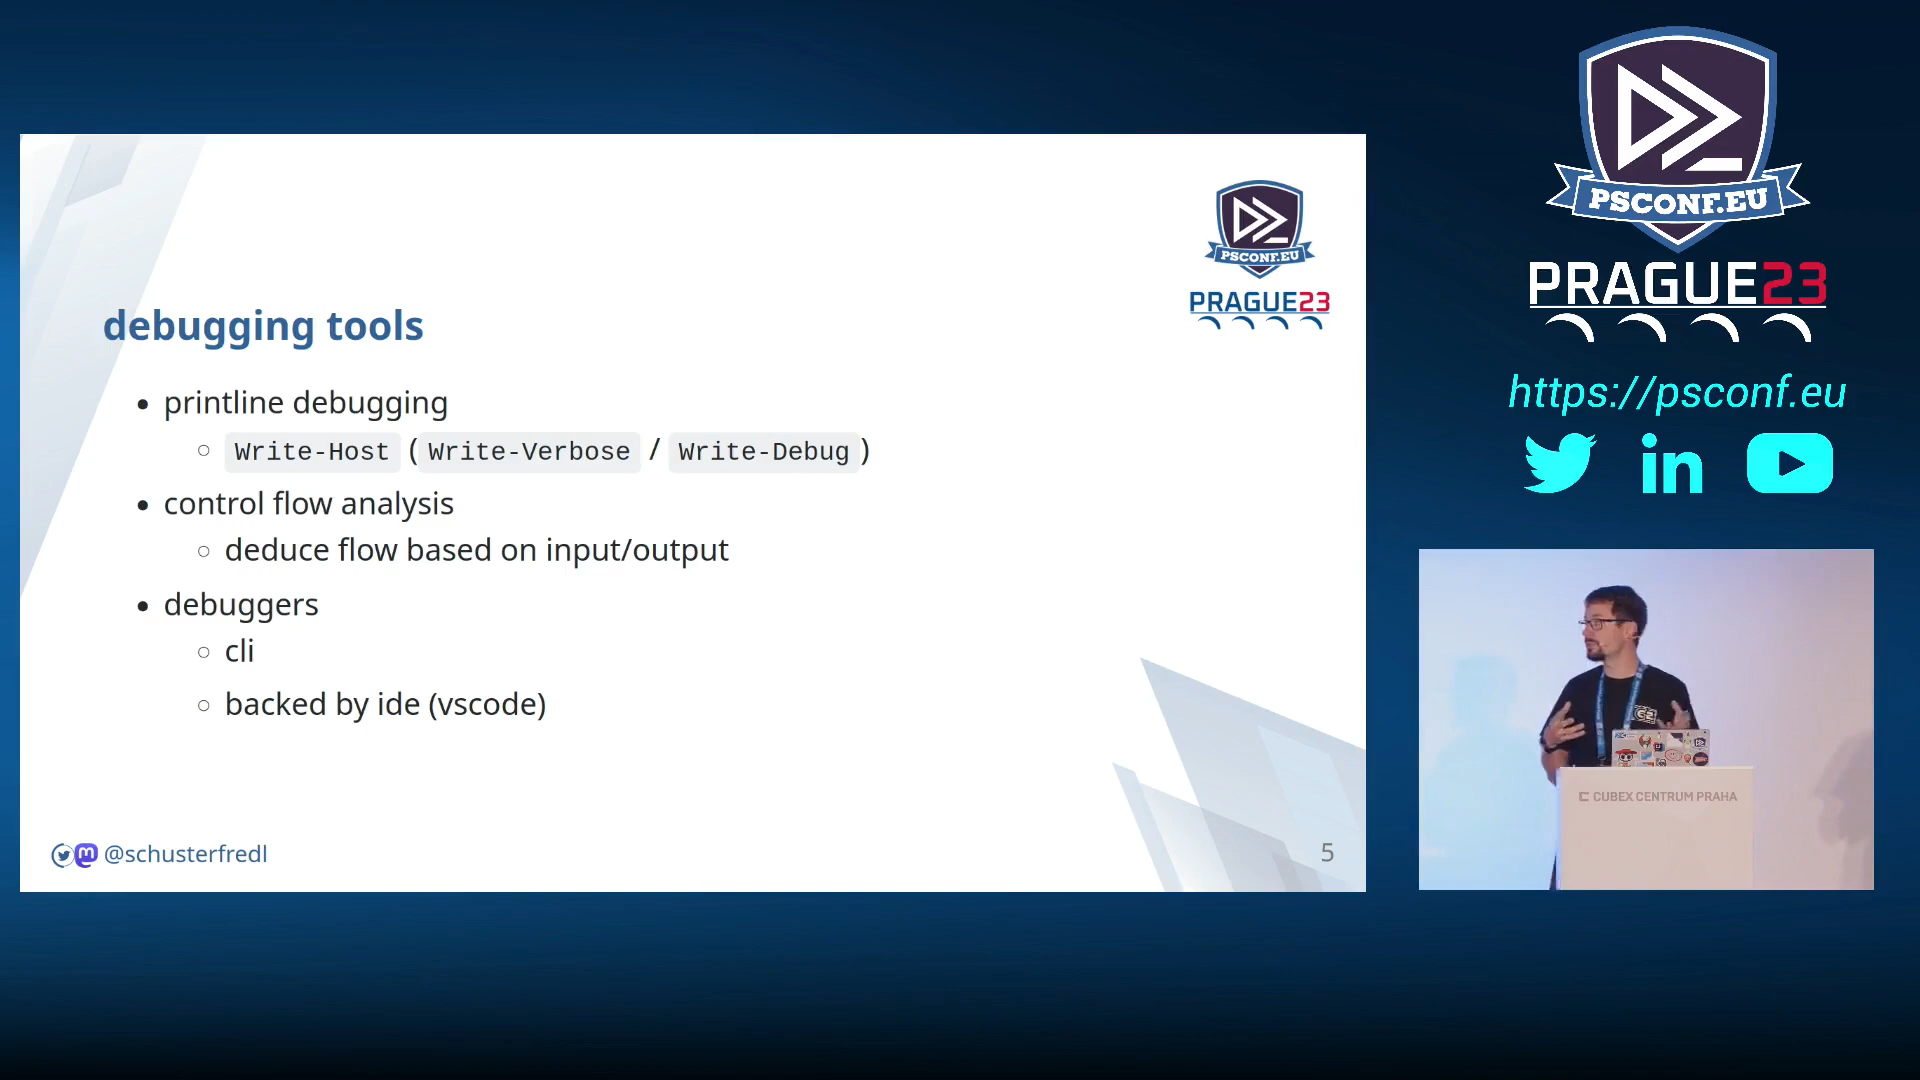 PSCONF.EU
PRAGUE23
debugging tools
printline debugging
Write-Host (Write-Verbose / Write-Debug)
control flow analysis
deduce flow based on input/output
debuggers
cli
backed by ide (vscode)
@schusterfredl
5
PSCONF.EU
PRAGUE23
https://psconf.eu
in
CUBEX CENTRUM PRAHA